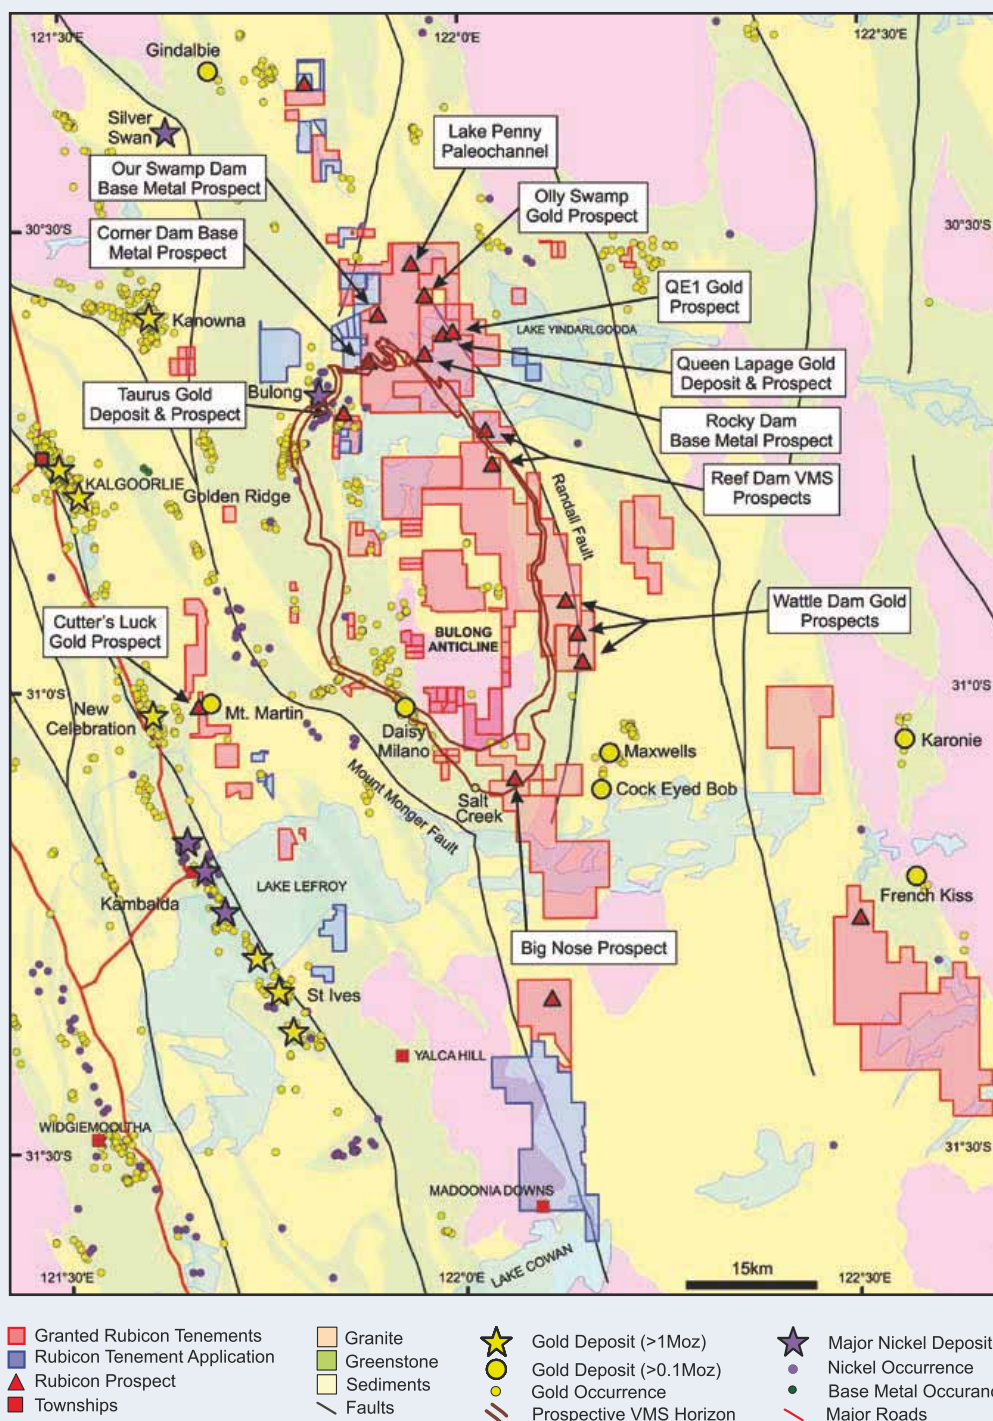 121°30'E
122°0'E
122°30'E
Gindalbie
Silver
Swan
Lake Penny
Paleochannel
Our Swamp Dam
Base Metal Prospect
Olly Swamp
Gold Prospect
30°30'S
30°30'S
Corner Dam Base
Metal Prospect
QE1 Gold
Prospect
Kanowna
LAKE YINDARLGOODA
Queen Lapage Gold
Deposit & Prospect
Taurus Gold
Deposit & Prospect
Bulong
Rocky Dam
Base Metal Prospect
KALGOORLIE
Golden Ridge
Reef Dam VMS
Prospects
Randall Fault
Wattle Dam Gold
Prospects
Cutter's Luck
Gold Prospect
BULONG
ANTICLINE
31°0'S
31°0'S
New
Celebration
Mt. Martin
Daisy
Milano
Maxwells
Karonie
Mount Monger Fault
Salt
Creek
Cock Eyed Bob
LAKE LEFROY
Kambalda
French Kiss
Big Nose Prospect
St Ives
YALCA HILL
WIDGIEMOOLTHA
31°30'S
31°30'S
MADOONIA DOWNS
LAKE COWAN
15km
121°30'E
122°0'E
122°30'E
Granted Rubicon Tenements
Rubicon Tenement Application
Rubicon Prospect
Townships
Granite
Greenstone
Sediments
Faults
Gold Deposit (>1Moz)
Gold Deposit (>0.1Moz)
Gold Occurrence
Prospective VMS Horizon
Major Nickel Deposit
Nickel Occurrence
Base Metal Occuranc
Major Roads